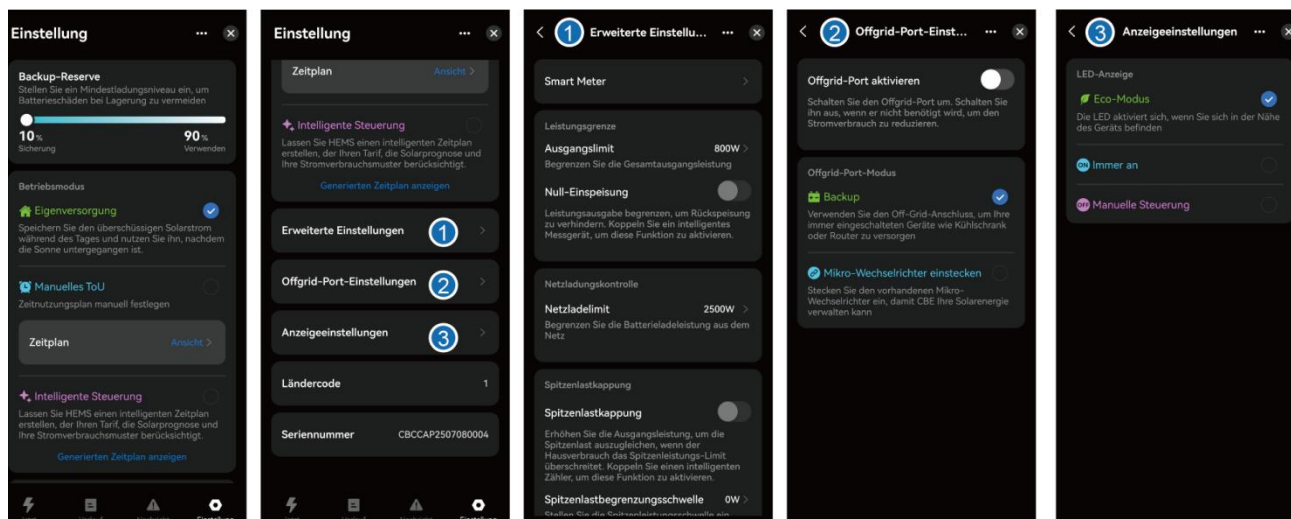 Einstellung
Backup-Reserve
Stellen Sie ein Mindestladungsniveau ein, um
Batterieschäden bei Lagerung zu vermeiden
10% 90%
Sicherung Verwenden
Betriebsmodus
Eigenversorgung
Speichern Sie den überschüssigen Solarstrom
während des Tages und nutzen Sie ihn, nachdem
die Sonne untergegangen ist.
Manuelles ToU
Zeitnutzungsplan manuell festlegen
Zeitplan Ansicht >
Intelligente Steuerung
Lassen Sie HEMS einen intelligenten Zeitplan
erstellen, der Ihren Tarif, die Solarprognose und
Ihre Stromverbrauchsmuster berücksichtigt.
Generierten Zeitplan anzeigen
Einstellung
Zeitplan Ansicht >
Intelligente Steuerung
Lassen Sie HEMS einen intelligenten Zeitplan
erstellen, der Ihren Tarif, die Solarprognose und
Ihre Stromverbrauchsmuster berücksichtigt.
Generierten Zeitplan anzeigen
Erweiterte Einstellungen 1
Offgrid-Port-Einstellungen 2
Anzeigeeinstellungen 3
Ländercode 1
Seriennummer CBCCAP2507080004
1 Erweiterte Einstellu...
Smart Meter
Leistungsgrenze
Ausgangslimit 800W >
Begrenzen Sie die Gesamtausgangsleistung
Null-Einspeisung
Leistungsausgabe begrenzen, um Rückspeisung
zu verhindern. Koppeln Sie ein intelligentes
Messgerät, um diese Funktion zu aktivieren.
Netzladungskontrolle
Netzladelimit 2500W >
Begrenzen Sie die Batterieladeleistung aus dem
Netz
Spitzenlastkappung
Spitzenlastkappung
Erhöhen Sie die Ausgangsleistung, um die
Spitzenlast auszugleichen, wenn der
Hausverbrauch das Spitzenleistungs-Limit
überschreitet. Koppeln Sie einen intelligenten
Zähler, um diese Funktion zu aktivieren.
Spitzenlastbegrenzungsschwelle 0W >
2 Offgrid-Port-Einst...
Offgrid-Port aktivieren
Schalten Sie den Offgrid-Port um. Schalten Sie
ihn aus, wenn er nicht benötigt wird, um den
Stromverbrauch zu reduzieren.
Offgrid-Port-Modus
Backup
Verwenden Sie den Off-Grid-Anschluss, um Ihre
immer eingeschalteten Geräte wie Kühlschrank
oder Router zu versorgen
Mikro-Wechselrichter einstecken
Stecken Sie den vorhandenen Mikro-
Wechselrichter ein, damit CBE Ihre Solarenergie
verwalten kann
3 Anzeigeeinstellungen
LED-Anzeige
Eco-Modus
Die LED aktiviert sich, wenn Sie sich in der Nähe
des Geräts befinden
ON Immer an
OFF Manuelle Steuerung